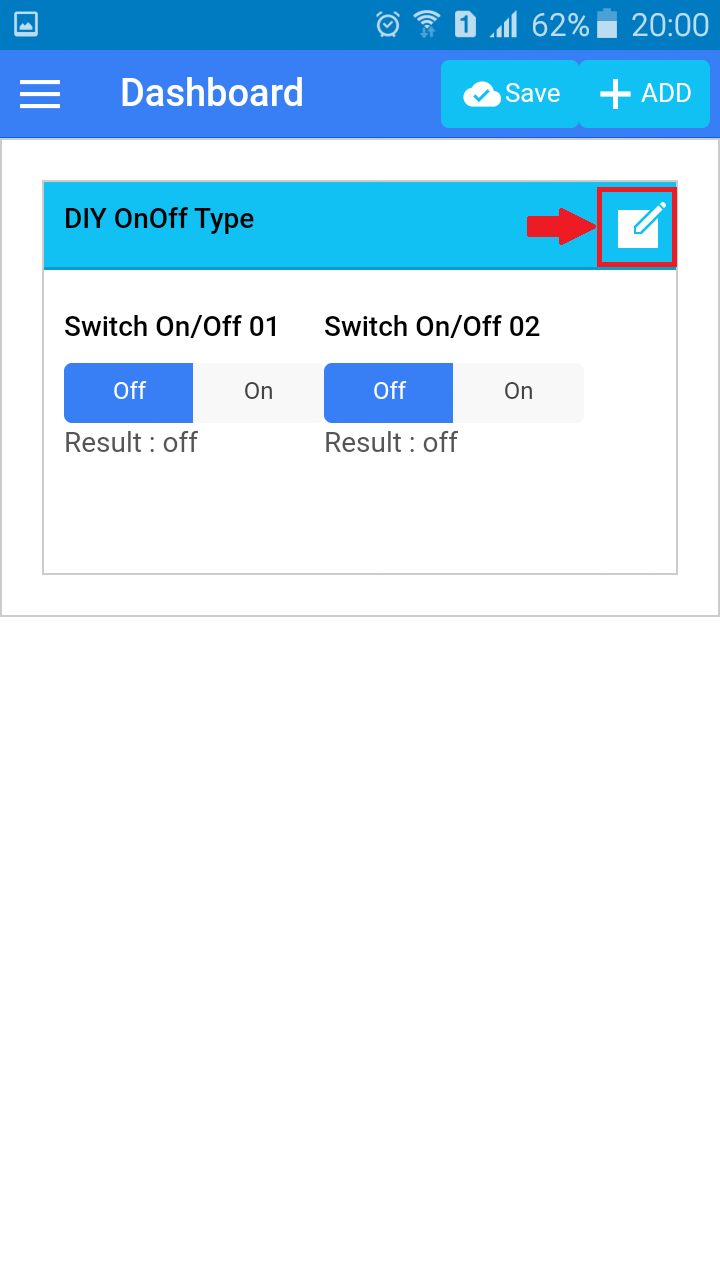 1 62% 20:00
Dashboard Save ADD
DIY OnOff Type
Switch On/Off 01 Switch On/Off 02
Off On Off On
Result : off Result : off